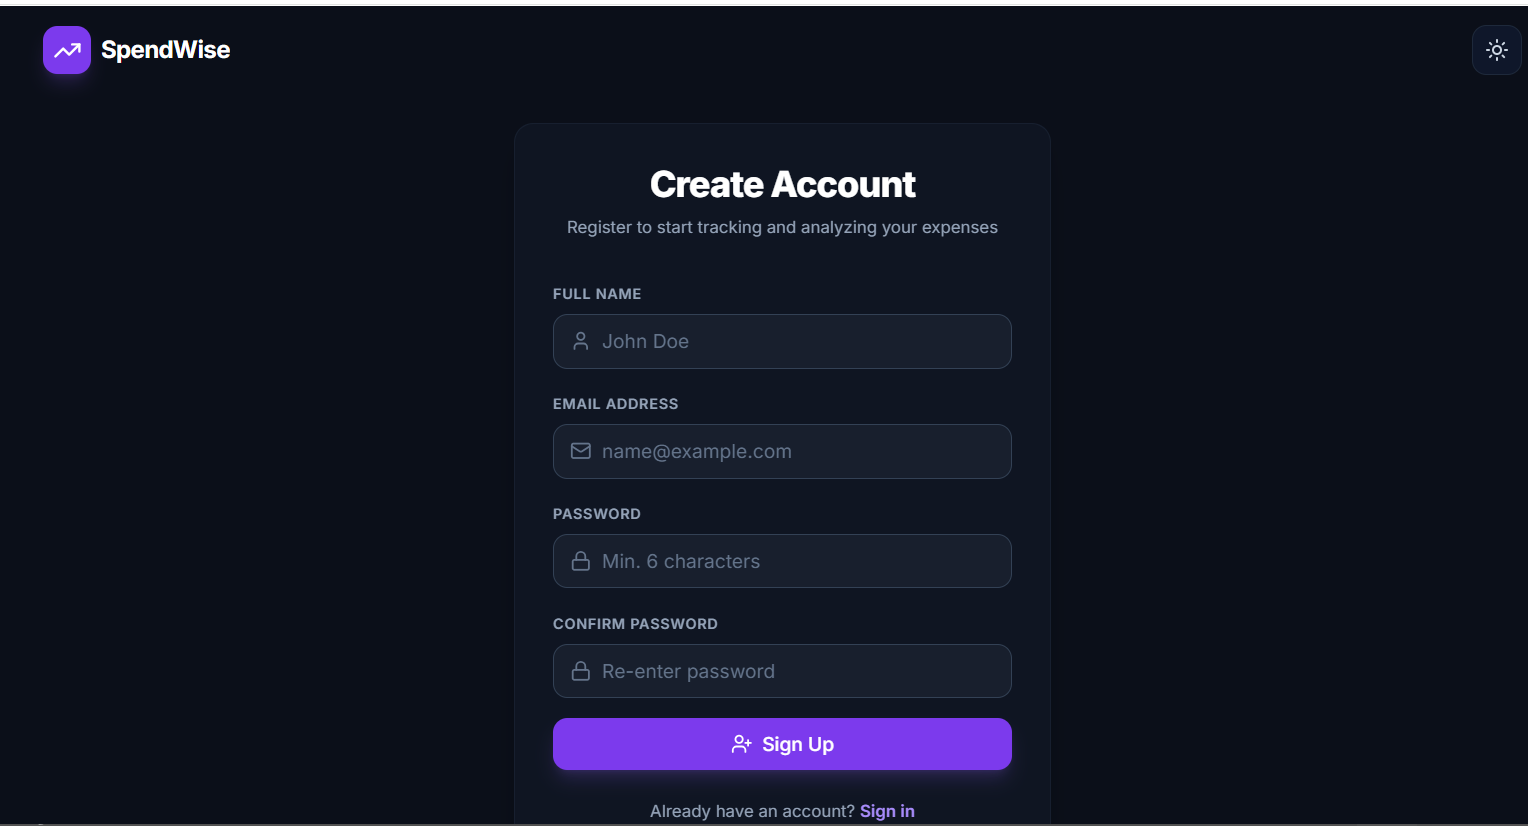 SpendWise
Create Account
Register to start tracking and analyzing your expenses
FULL NAME
John Doe
EMAIL ADDRESS
name@example.com
PASSWORD
Min. 6 characters
CONFIRM PASSWORD
Re-enter password
Sign Up
Already have an account? Sign in